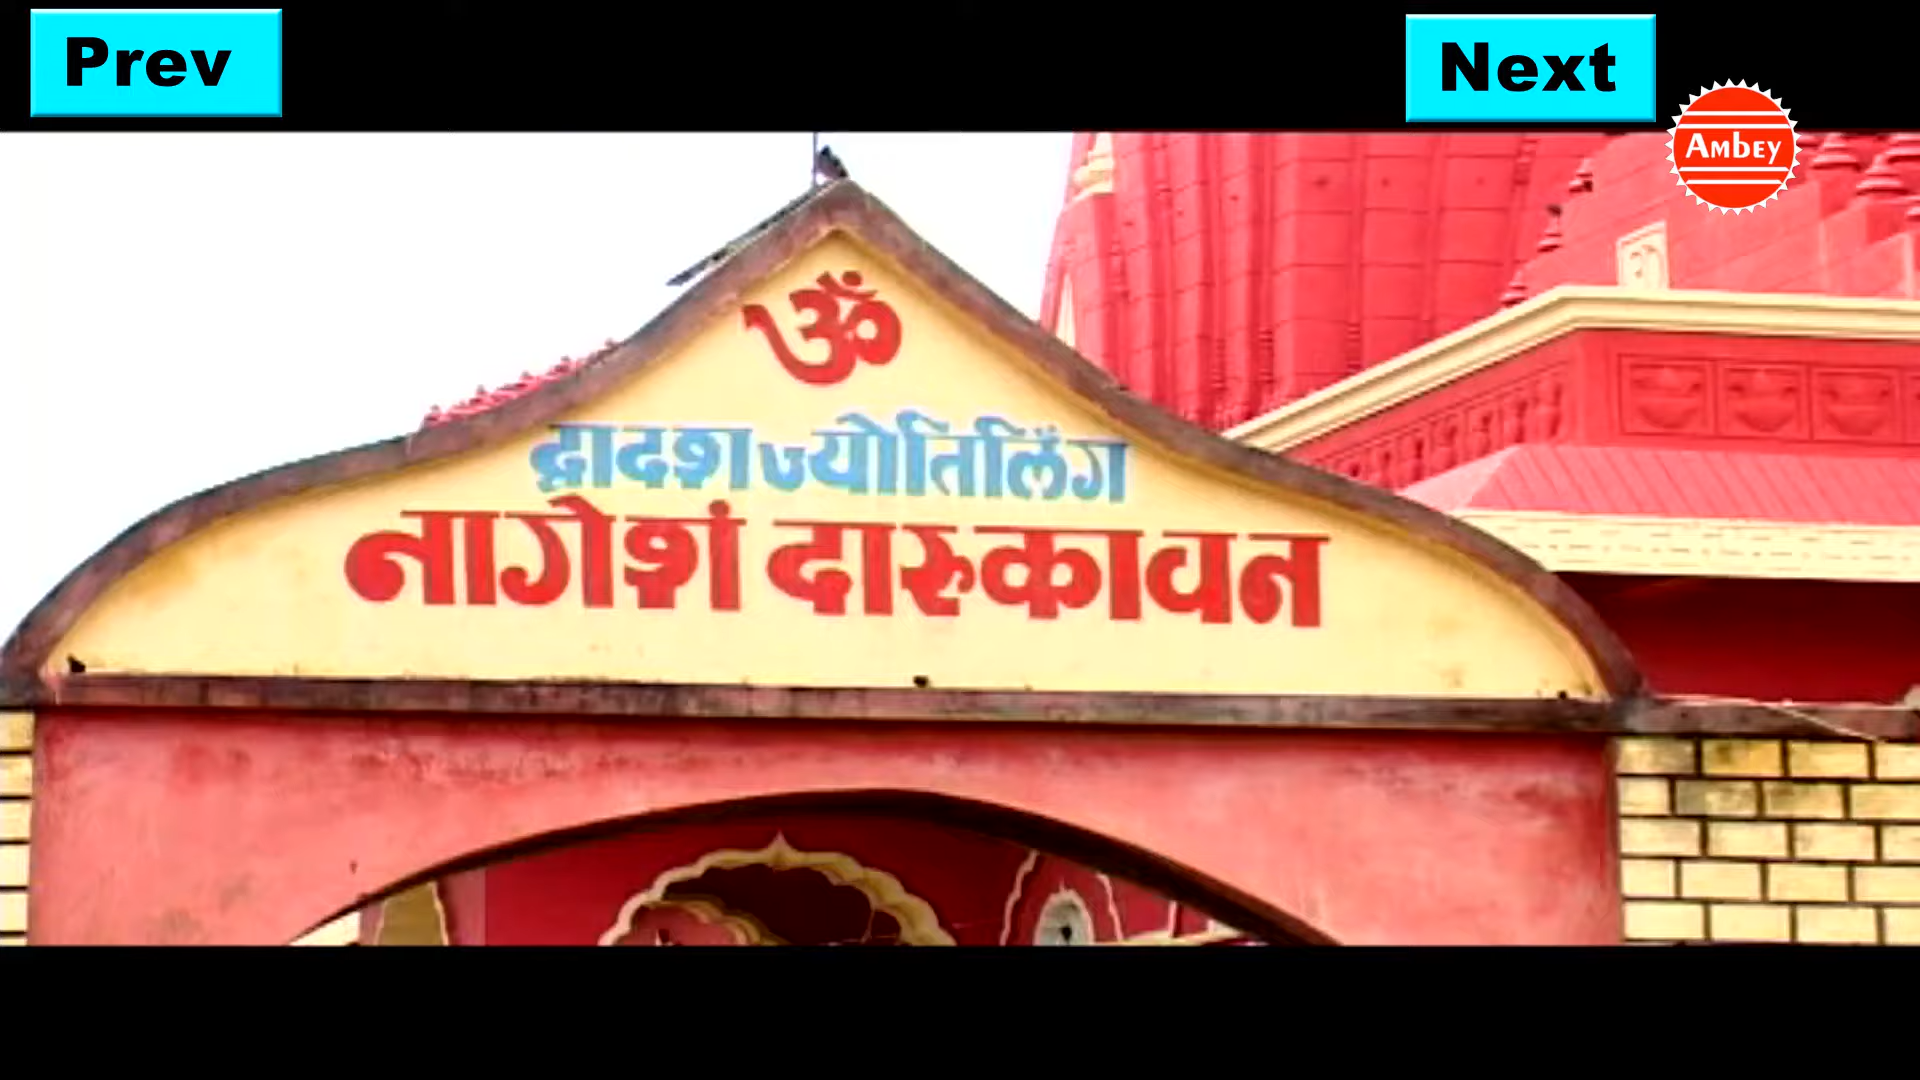 Prev
Next
AMBEY
ॐ
द्वादश ज्योतिर्लिंग
नागेशं दारुकावन